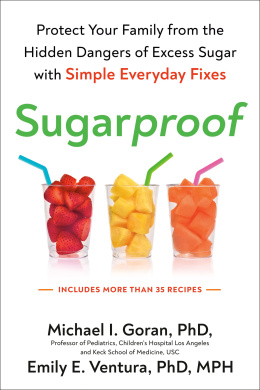 Protect Your Family from the
Hidden Dangers of Excess Sugar
with Simple Everyday Fixes
Sugarproof
INCLUDES MORE THAN 35 RECIPES
Michael I. Goran, PhD,
Professor of Pediatrics, Children's Hospital Los Angeles
and Keck School of Medicine, USC
Emily E. Ventura, PhD, MPH